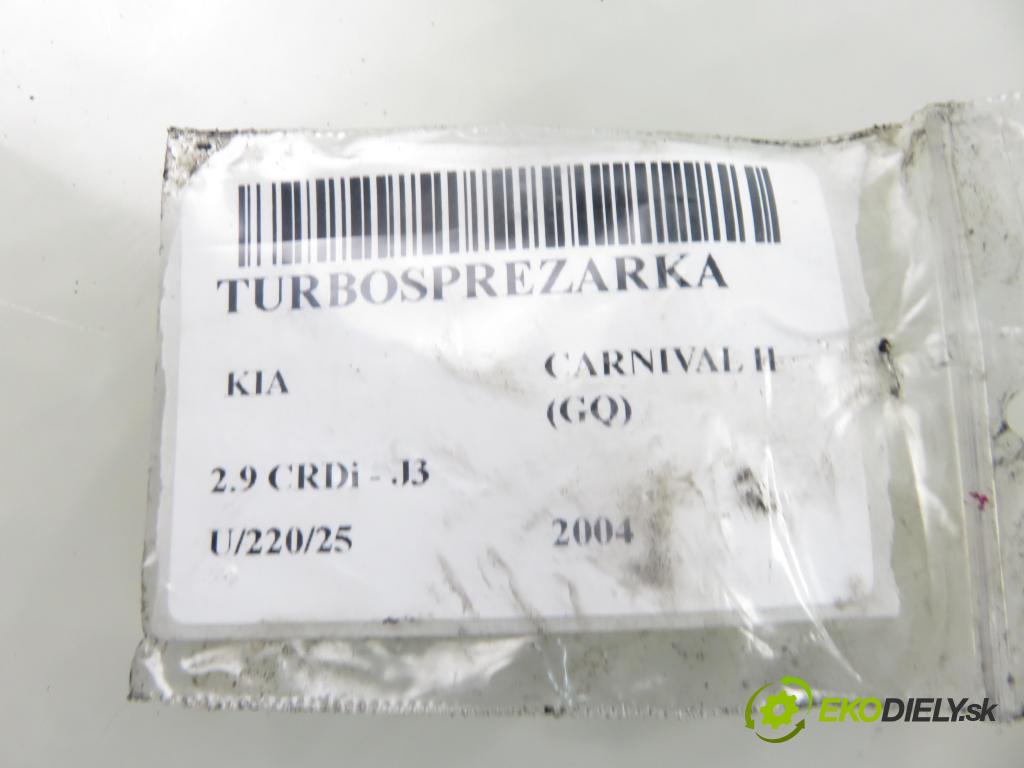 TURBOSPREZARKA
KIA
CARNIVAL II
(GQ)
2.9 CRDi - J3
U/220/25
2004
EKODIELY.sk